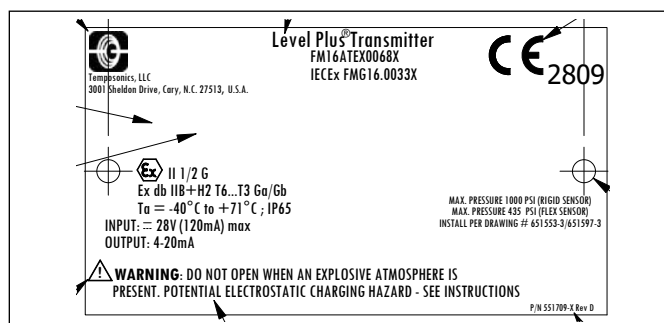 Level Plus® Transmitter
FM16ATEX0068X
IECEx FMG16.0033X
CE 2809
Temposonics, LLC
3001 Sheldon Drive, Cary, N.C. 27513, U.S.A.
Ex II 1/2 G
Ex db IIB+H2 T6...T3 Ga/Gb
Ta = -40°C to +71°C ; IP65
INPUT: ⎓ 28V (120mA) max
OUTPUT: 4-20mA
MAX. PRESSURE 1000 PSI (RIGID SENSOR)
MAX. PRESSURE 435 PSI (FLEX SENSOR)
INSTALL PER DRAWING # 651553-3/651597-3
WARNING: DO NOT OPEN WHEN AN EXPLOSIVE ATMOSPHERE IS
PRESENT. POTENTIAL ELECTROSTATIC CHARGING HAZARD - SEE INSTRUCTIONS
P/N 551709-X Rev D